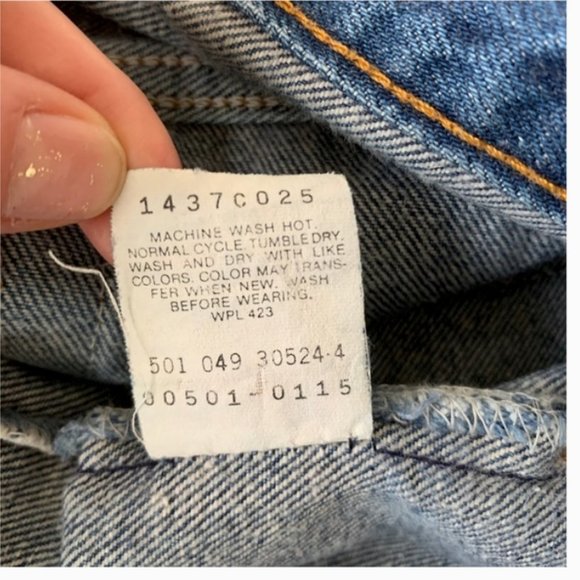 1437C025
MACHINE WASH HOT.
NORMAL CYCLE. TUMBLE DRY.
WASH AND DRY WITH LIKE
COLORS. COLOR MAY TRANS-
FER WHEN NEW. WASH
BEFORE WEARING.
WPL 423
501 049 30524-4
00501-0115